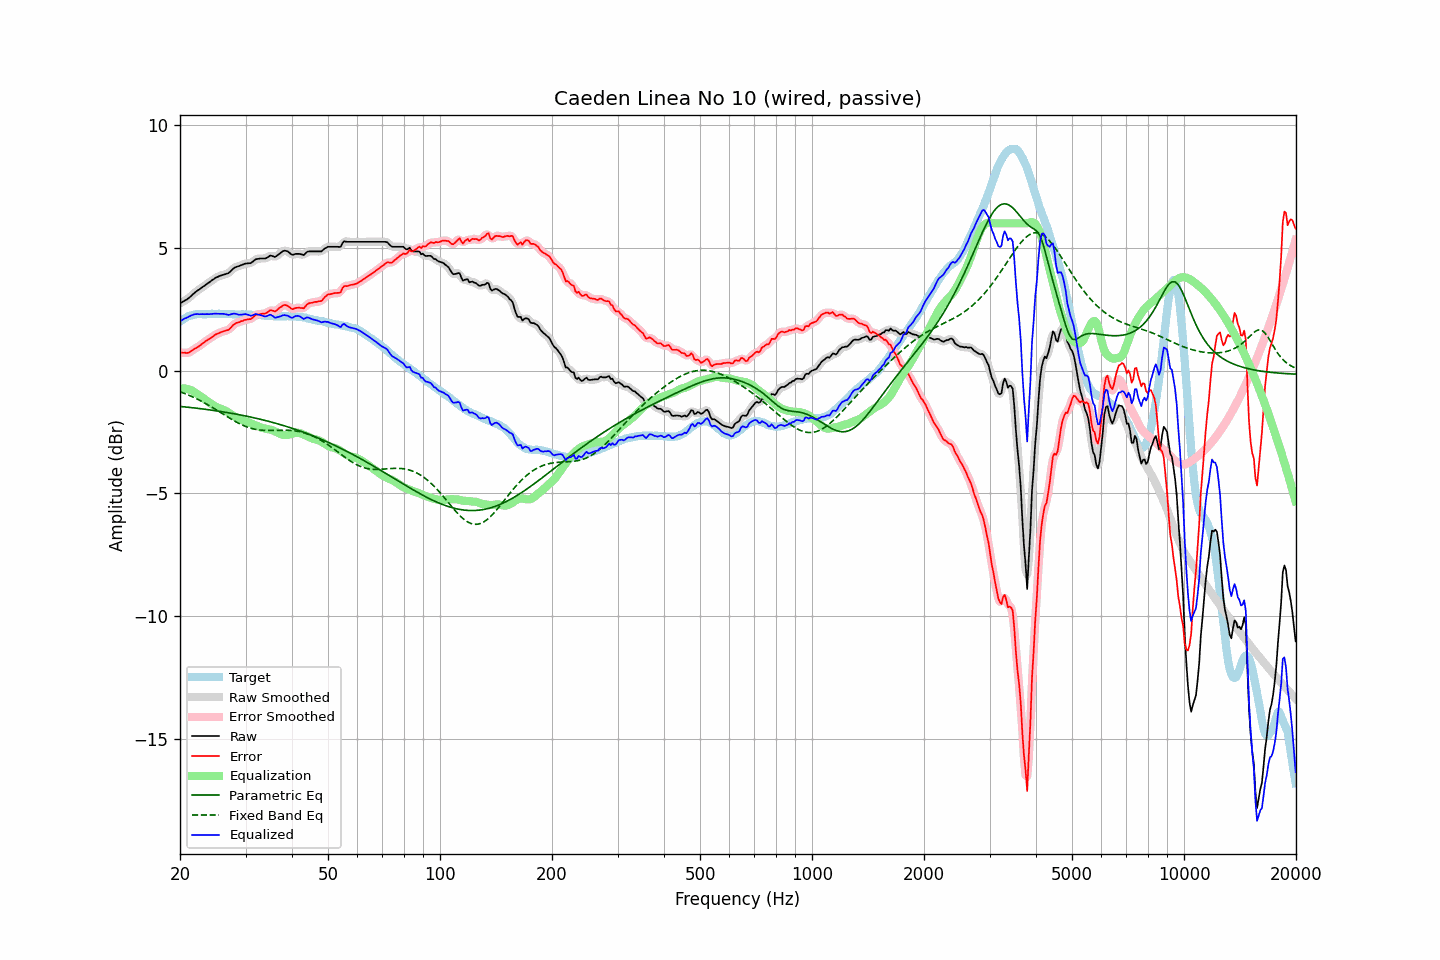 Caeden Linea No 10 (wired, passive)
10
5
0
−5
−10
−15
Amplitude (dBr)
Target
Raw Smoothed
Error Smoothed
Raw
Error
Equalization
Parametric Eq
Fixed Band Eq
Equalized
20
50
100
200
500
1000
2000
5000
10000
20000
Frequency (Hz)